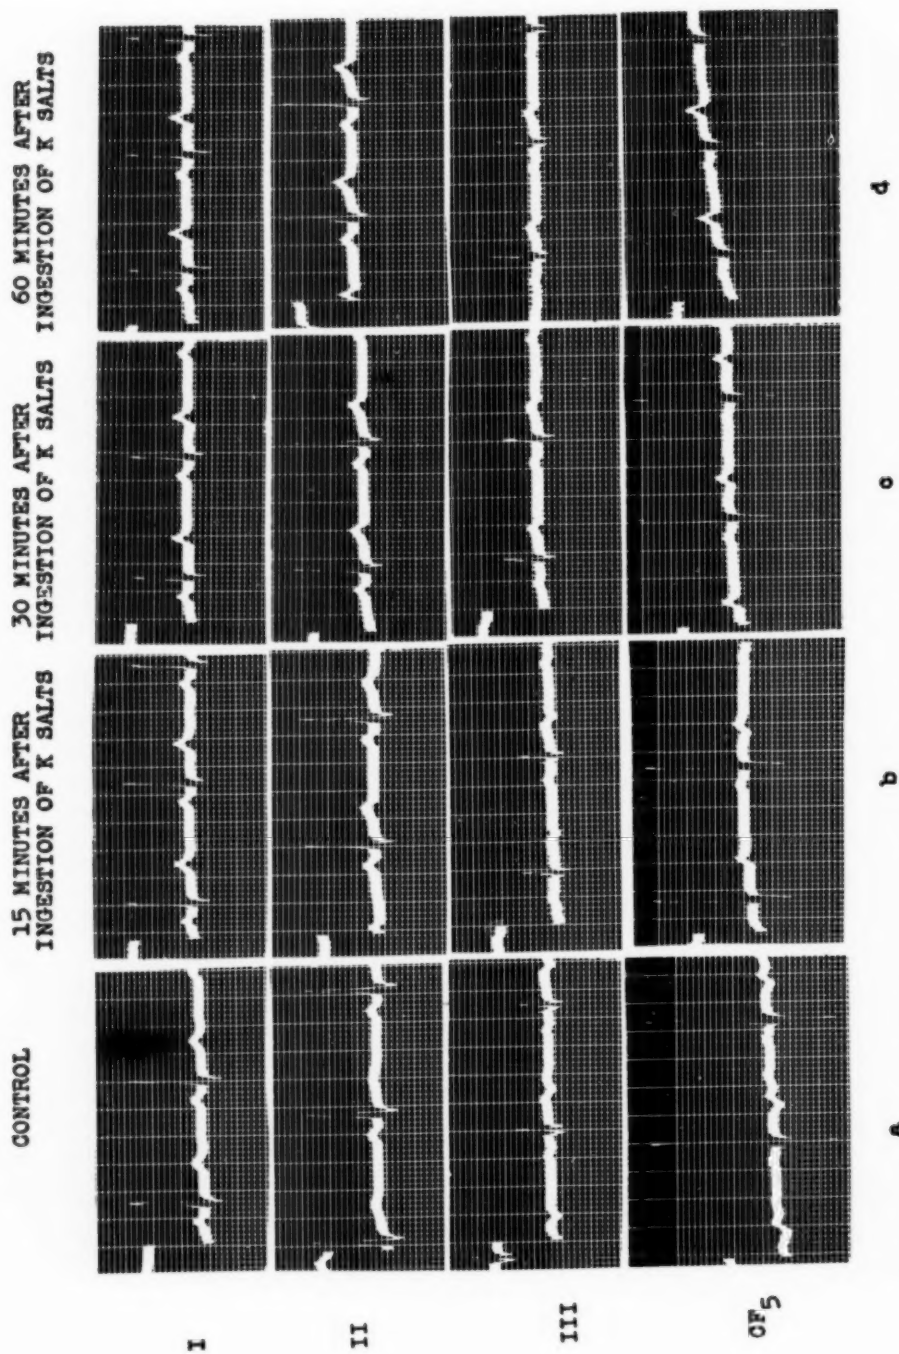 CONTROL
15 MINUTES AFTER
INGESTION OF K SALTS
30 MINUTES AFTER
INGESTION OF K SALTS
60 MINUTES AFTER
INGESTION OF K SALTS
I
II
III
CF5
a
b
c
d